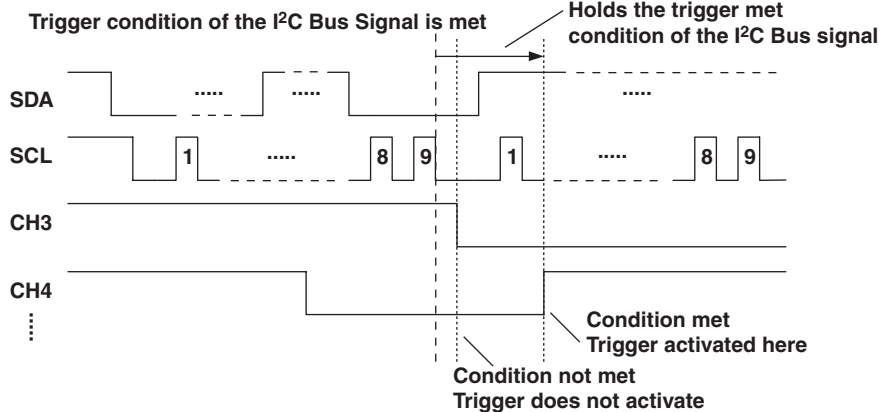 Trigger condition of the I²C Bus Signal is met
Holds the trigger met
condition of the I²C Bus signal
SDA ..... ..... .....
SCL 1 ..... 8 9 1 ..... 8 9
CH3
CH4
.....
Condition met
Trigger activated here
Condition not met
Trigger does not activate